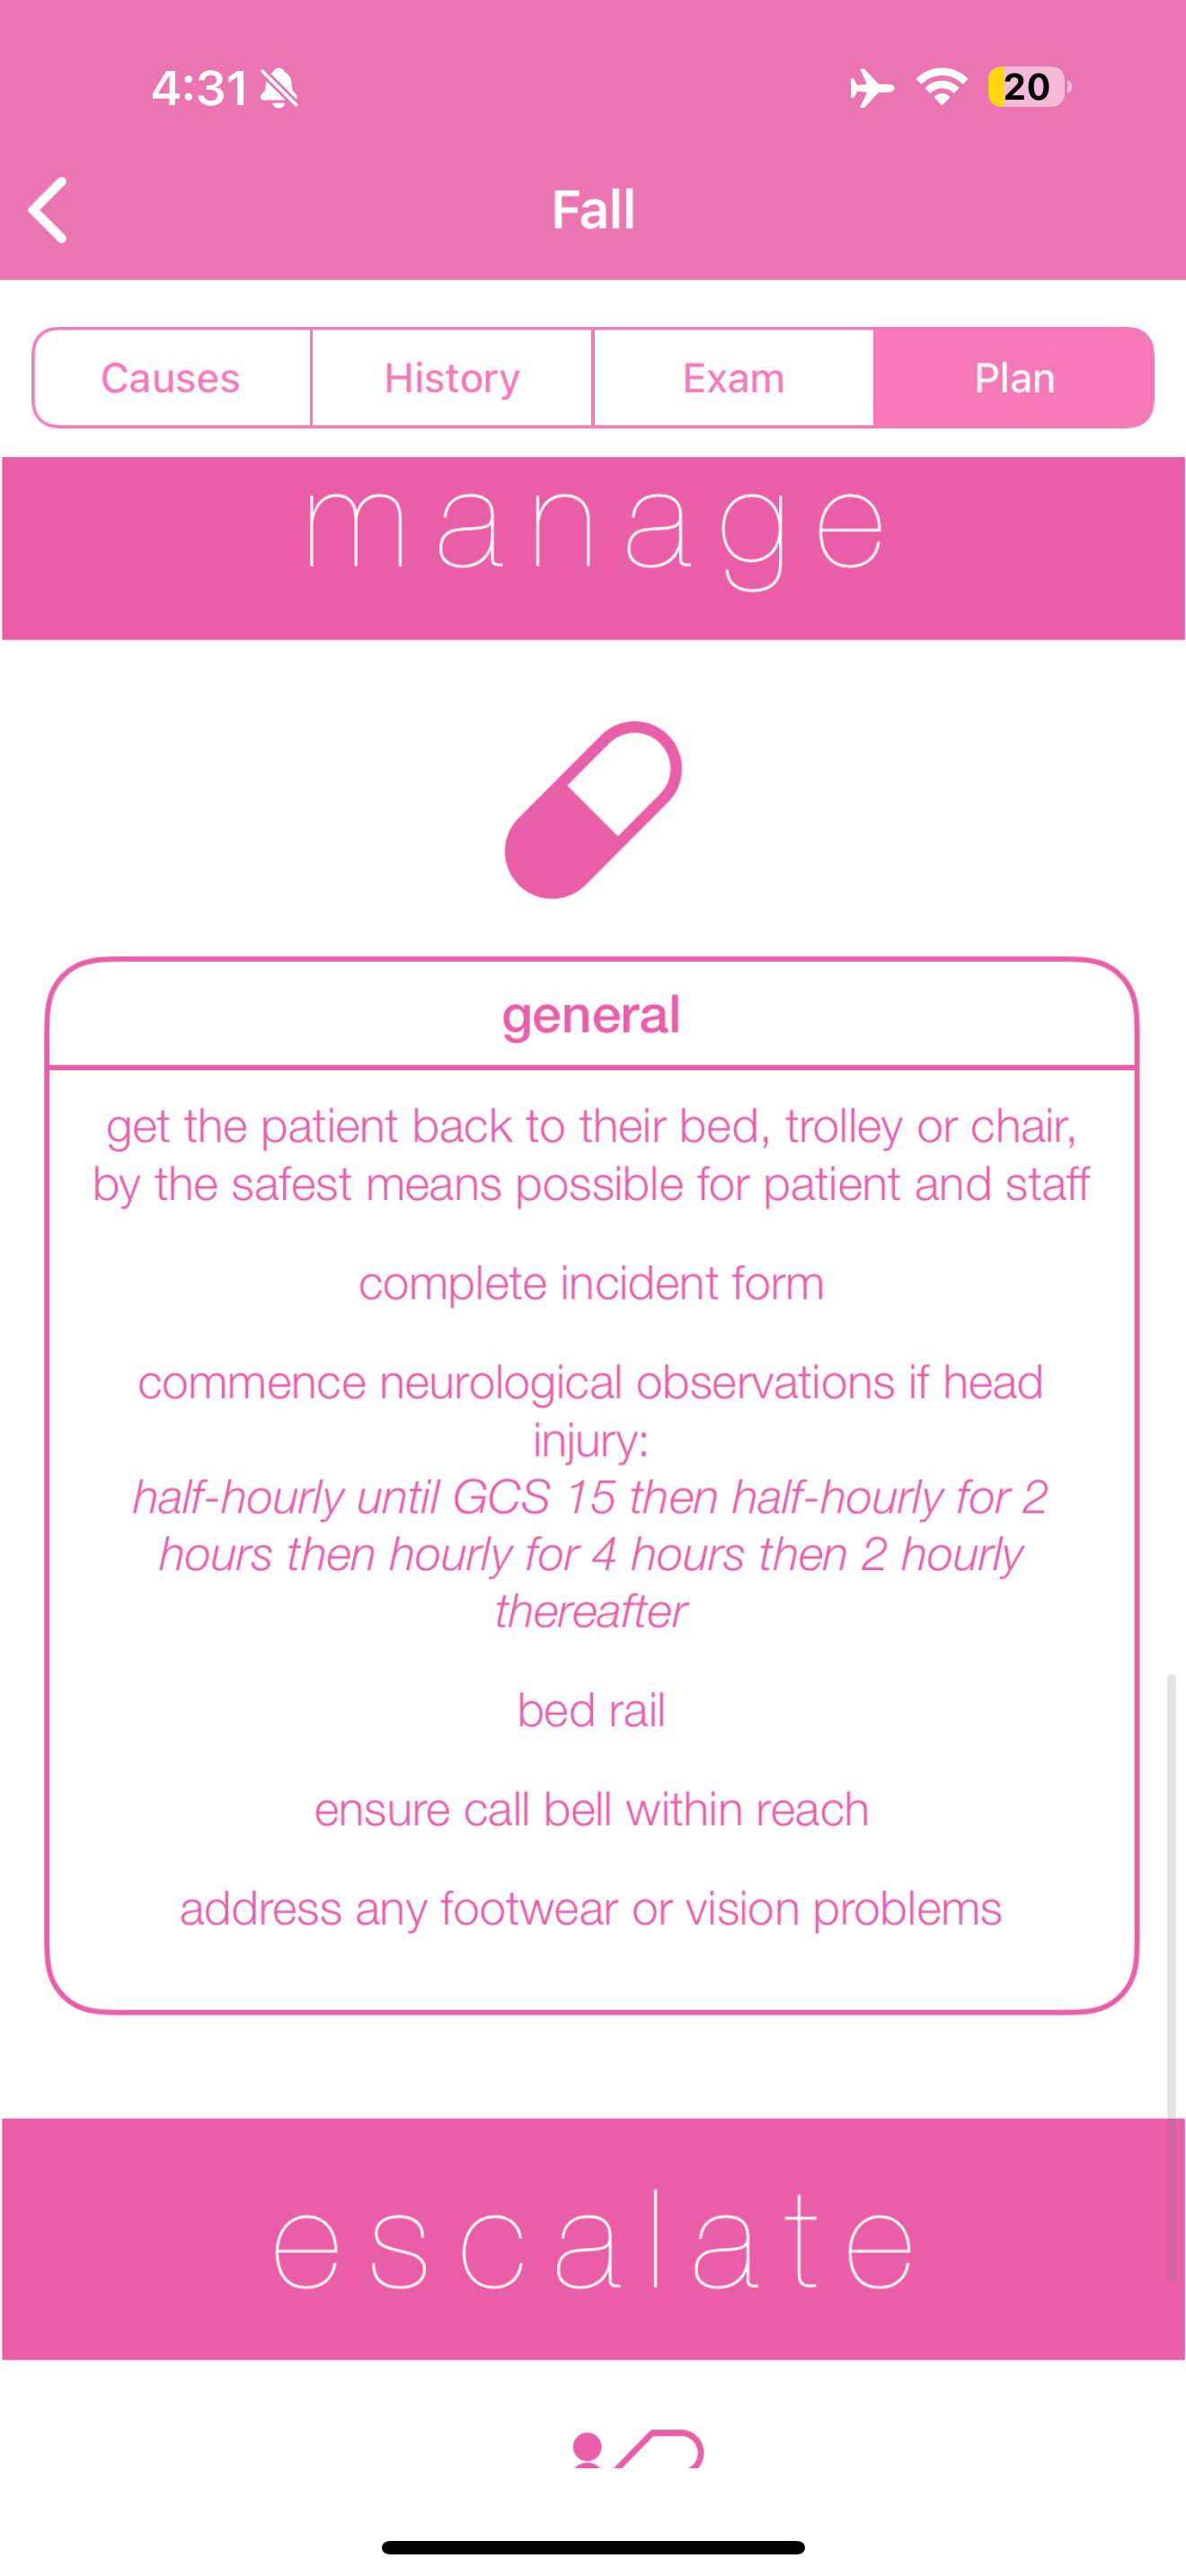 4:31
20
Fall
Causes History Exam Plan
manage
general
get the patient back to their bed, trolley or chair,
by the safest means possible for patient and staff
complete incident form
commence neurological observations if head
injury:
half-hourly until GCS 15 then half-hourly for 2
hours then hourly for 4 hours then 2 hourly
thereafter
bed rail
ensure call bell within reach
address any footwear or vision problems
escalate